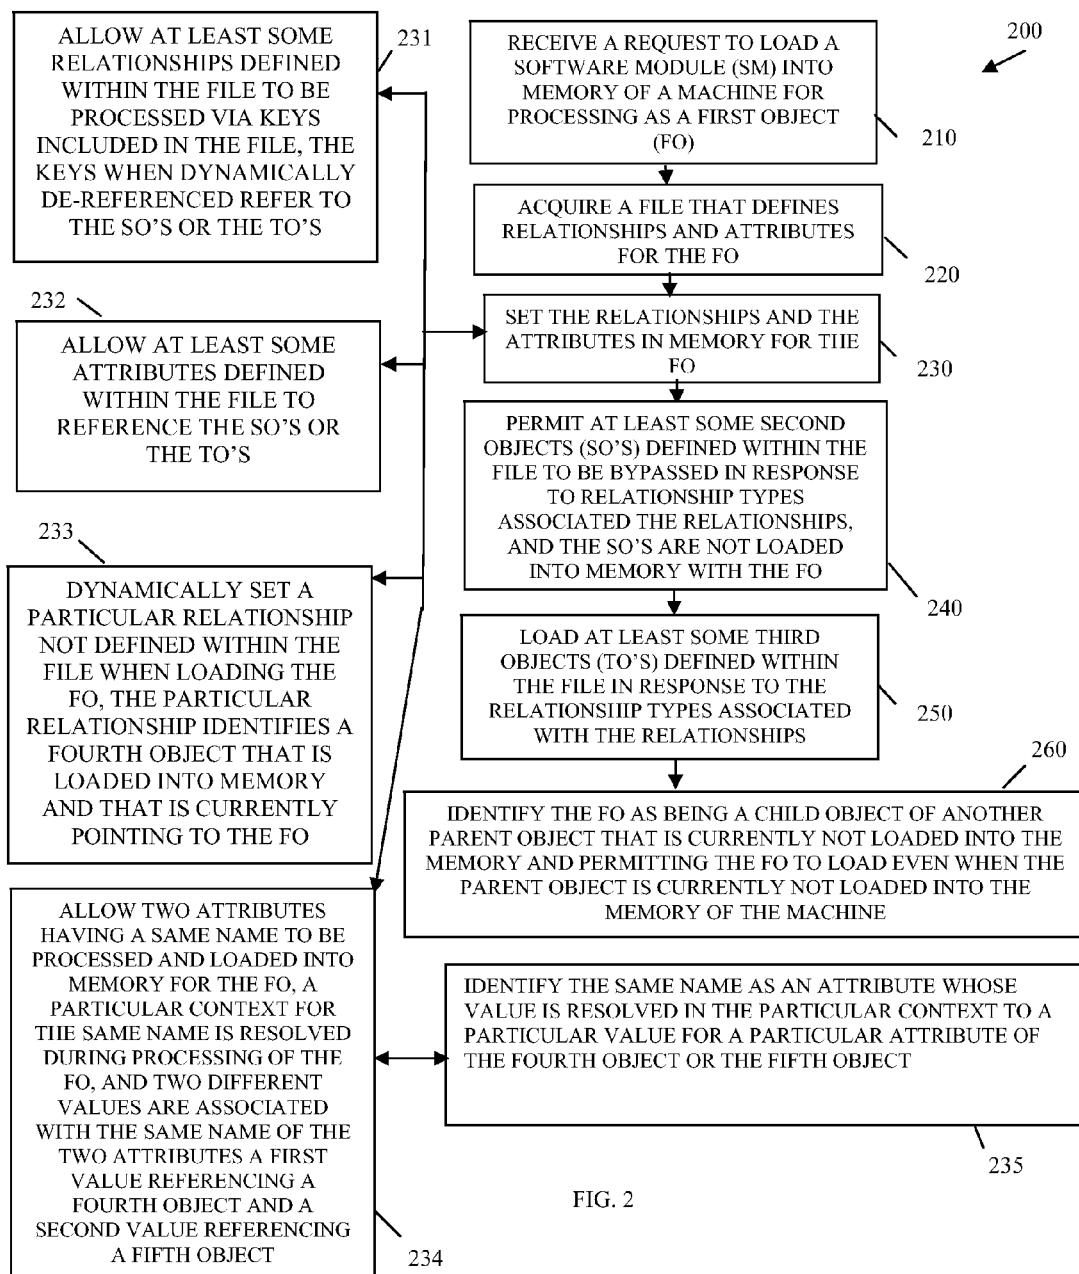 200
RECEIVE A REQUEST TO LOAD A
SOFTWARE MODULE (SM) INTO
MEMORY OF A MACHINE FOR
PROCESSING AS A FIRST OBJECT
(FO)
210
ACQUIRE A FILE THAT DEFINES
RELATIONSHIPS AND ATTRIBUTES
FOR THE FO
220
SET THE RELATIONSHIPS AND THE
ATTRIBUTES IN MEMORY FOR THE
FO
230
231
ALLOW AT LEAST SOME
RELATIONSHIPS DEFINED
WITHIN THE FILE TO BE
PROCESSED VIA KEYS
INCLUDED IN THE FILE, THE
KEYS WHEN DYNAMICALLY
DE-REFERENCED REFER TO
THE SO'S OR THE TO'S
232
ALLOW AT LEAST SOME
ATTRIBUTES DEFINED
WITHIN THE FILE TO
REFERENCE THE SO'S OR
THE TO'S
233
DYNAMICALLY SET A
PARTICULAR RELATIONSHIP
NOT DEFINED WITHIN THE
FILE WHEN LOADING THE
FO, THE PARTICULAR
RELATIONSHIP IDENTIFIES A
FOURTH OBJECT THAT IS
LOADED INTO MEMORY
AND THAT IS CURRENTLY
POINTING TO THE FO
ALLOW TWO ATTRIBUTES
HAVING A SAME NAME TO BE
PROCESSED AND LOADED INTO
MEMORY FOR THE FO, A
PARTICULAR CONTEXT FOR
THE SAME NAME IS RESOLVED
DURING PROCESSING OF THE
FO, AND TWO DIFFERENT
VALUES ARE ASSOCIATED
WITH THE SAME NAME OF THE
TWO ATTRIBUTES A FIRST
VALUE REFERENCING A
FOURTH OBJECT AND A
SECOND VALUE REFERENCING
A FIFTH OBJECT
234
IDENTIFY THE SAME NAME AS AN ATTRIBUTE WHOSE
VALUE IS RESOLVED IN THE PARTICULAR CONTEXT TO A
PARTICULAR VALUE FOR A PARTICULAR ATTRIBUTE OF
THE FOURTH OBJECT OR THE FIFTH OBJECT
235
PERMIT AT LEAST SOME SECOND
OBJECTS (SO'S) DEFINED WITHIN THE
FILE TO BE BYPASSED IN RESPONSE
TO RELATIONSHIP TYPES
ASSOCIATED THE RELATIONSHIPS,
AND THE SO'S ARE NOT LOADED
INTO MEMORY WITH THE FO
240
LOAD AT LEAST SOME THIRD
OBJECTS (TO'S) DEFINED WITHIN
THE FILE IN RESPONSE TO THE
RELATIONSHIP TYPES ASSOCIATED
WITH THE RELATIONSHIPS
250
260
IDENTIFY THE FO AS BEING A CHILD OBJECT OF ANOTHER
PARENT OBJECT THAT IS CURRENTLY NOT LOADED INTO THE
MEMORY AND PERMITTING THE FO TO LOAD EVEN WHEN THE
PARENT OBJECT IS CURRENTLY NOT LOADED INTO THE
MEMORY OF THE MACHINE
FIG. 2